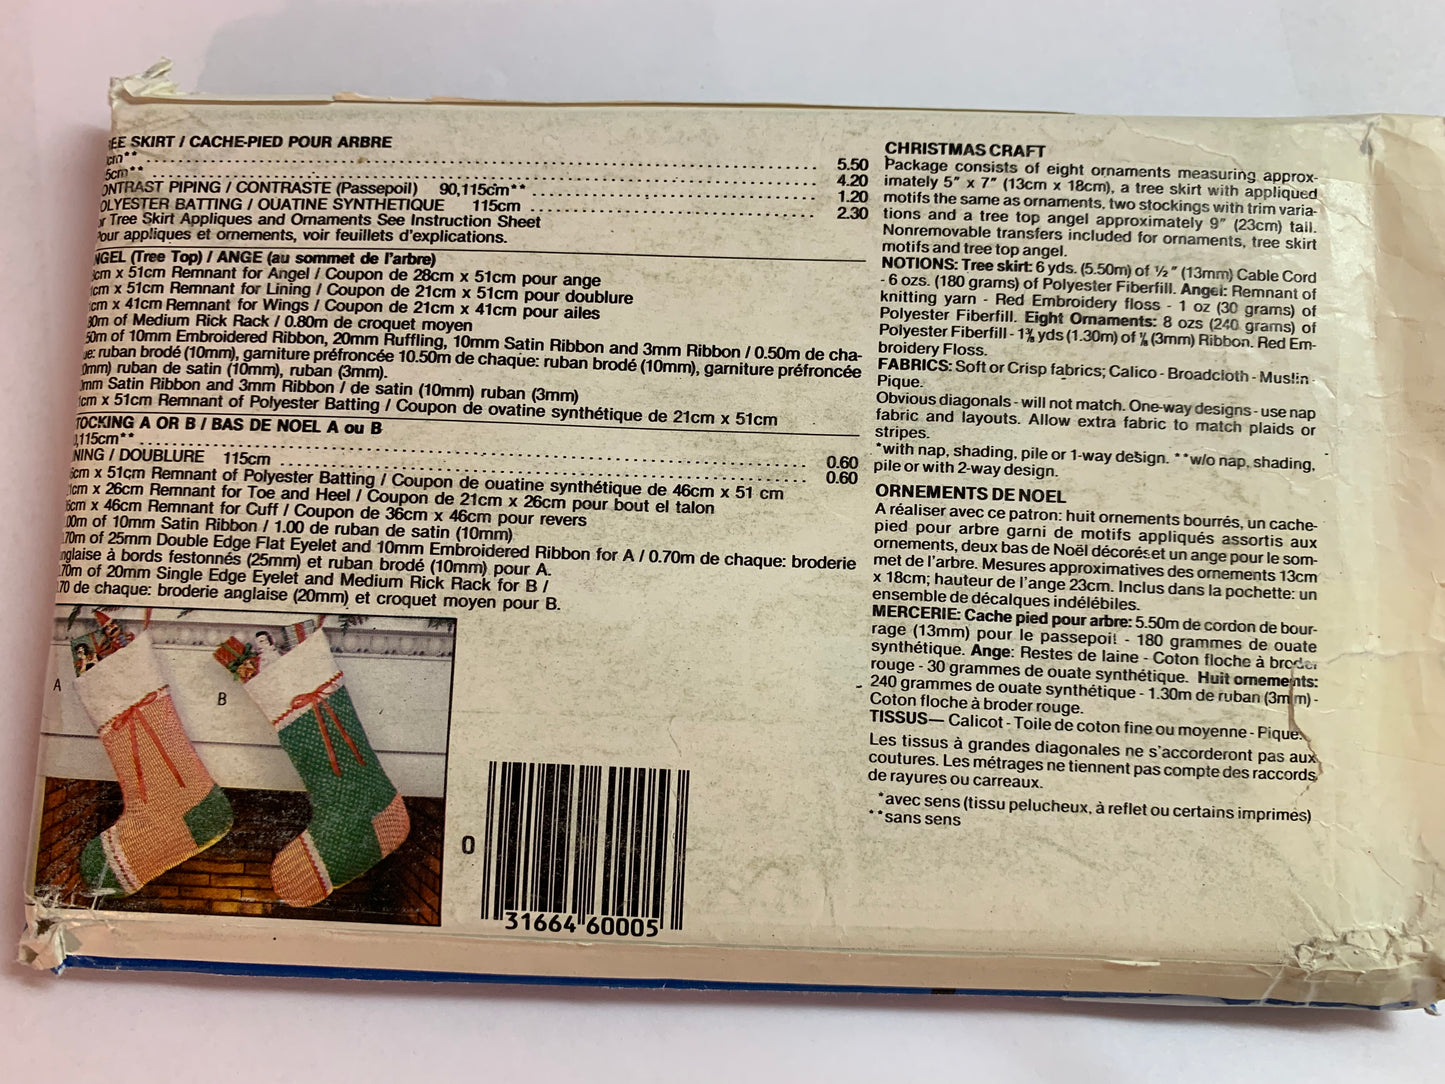 EE SKIRT / CACHE-PIED POUR ARBRE
cm** 5.50
5cm** 4.20
ONTRAST PIPING / CONTRASTE (Passepoil) 90,115cm** 1.20
OLYESTER BATTING / OUATINE SYNTHETIQUE 115cm 2.30
or Tree Skirt Appliques and Ornaments See Instruction Sheet
Pour appliques et ornements, voir feuillets d'explications.
NGEL (Tree Top) / ANGE (au sommet de l'arbre)
cm x 51cm Remnant for Angel / Coupon de 28cm x 51cm pour ange
cm x 51cm Remnant for Lining / Coupon de 21cm x 51cm pour doublure
cm x 41cm Remnant for Wings / Coupon de 21cm x 41cm pour ailes
80m of Medium Rick Rack / 0.80m de croquet moyen
50m of 10mm Embroidered Ribbon, 20mm Ruffling, 10mm Satin Ribbon and 3mm Ribbon / 0.50m de cha-
ue: ruban brodé (10mm), garniture préfroncée 10.50m de chaque: ruban brodé (10mm), garniture préfroncée
0mm) ruban de satin (10mm), ruban (3mm).
0mm Satin Ribbon and 3mm Ribbon / de satin (10mm) ruban (3mm)
1cm x 51cm Remnant of Polyester Batting / Coupon de ovatine synthétique de 21cm x 51cm
TOCKING A OR B / BAS DE NOEL A ou B
0,115cm** 0.60
NING / DOUBLURE 115cm 0.60
6cm x 51cm Remnant of Polyester Batting / Coupon de ouatine synthétique de 46cm x 51 cm
1cm x 26cm Remnant for Toe and Heel / Coupon de 21cm x 26cm pour bout el talon
6cm x 46cm Remnant for Cuff / Coupon de 36cm x 46cm pour revers
.00m of 10mm Satin Ribbon / 1.00 de ruban de satin (10mm)
.70m of 25mm Double Edge Flat Eyelet and 10mm Embroidered Ribbon for A / 0.70m de chaque: broderie
nglaise à bords festonnés (25mm) et ruban brodé (10mm) pour A.
.70m of 20mm Single Edge Eyelet and Medium Rick Rack for B /
.70 de chaque: broderie anglaise (20mm) et croquet moyen pour B.
A
B
0
31664 60005
CHRISTMAS CRAFT
Package consists of eight ornaments measuring approx-
imately 5" x 7" (13cm x 18cm), a tree skirt with appliqued
motifs the same as ornaments, two stockings with trim varia-
tions and a tree top angel approximately 9" (23cm) tall.
Nonremovable transfers included for ornaments, tree skirt
motifs and tree top angel.
NOTIONS: Tree skirt: 6 yds. (5.50m) of ½" (13mm) Cable Cord
- 6 ozs. (180 grams) of Polyester Fiberfill. Angel: Remnant of
knitting yarn - Red Embroidery floss - 1 oz (30 grams) of
Polyester Fiberfill. Eight Ornaments: 8 ozs (240 grams) of
Polyester Fiberfill - 1⅜ yds (1.30m) of ⅛ (3mm) Ribbon. Red Em-
broidery Floss.
FABRICS: Soft or Crisp fabrics; Calico - Broadcloth - Muslin -
Pique.
Obvious diagonals - will not match. One-way designs - use nap
fabric and layouts. Allow extra fabric to match plaids or
stripes.
*with nap, shading, pile or 1-way design. **w/o nap, shading,
pile or with 2-way design.
ORNEMENTS DE NOEL
A réaliser avec ce patron: huit ornements bourrés, un cache-
pied pour arbre garni de motifs appliqués assortis aux
ornements, deux bas de Noël décorés et un ange pour le som-
met de l'arbre. Mesures approximatives des ornements 13cm
x 18cm; hauteur de l'ange 23cm. Inclus dans la pochette: un
ensemble de décalques indélébiles.
MERCERIE: Cache pied pour arbre: 5.50m de cordon de bour-
rage (13mm) pour le passepoil - 180 grammes de ouate
synthétique. Ange: Restes de laine - Coton floche à broder
rouge - 30 grammes de ouate synthétique. Huit ornements:
240 grammes de ouate synthétique - 1.30m de ruban (3mm) -
Coton floche à broder rouge.
TISSUS— Calicot - Toile de coton fine ou moyenne - Pique.
Les tissus à grandes diagonales ne s'accorderont pas aux
coutures. Les métrages ne tiennent pas compte des raccords
de rayures ou carreaux.
*avec sens (tissu pelucheux, à reflet ou certains imprimés)
**sans sens